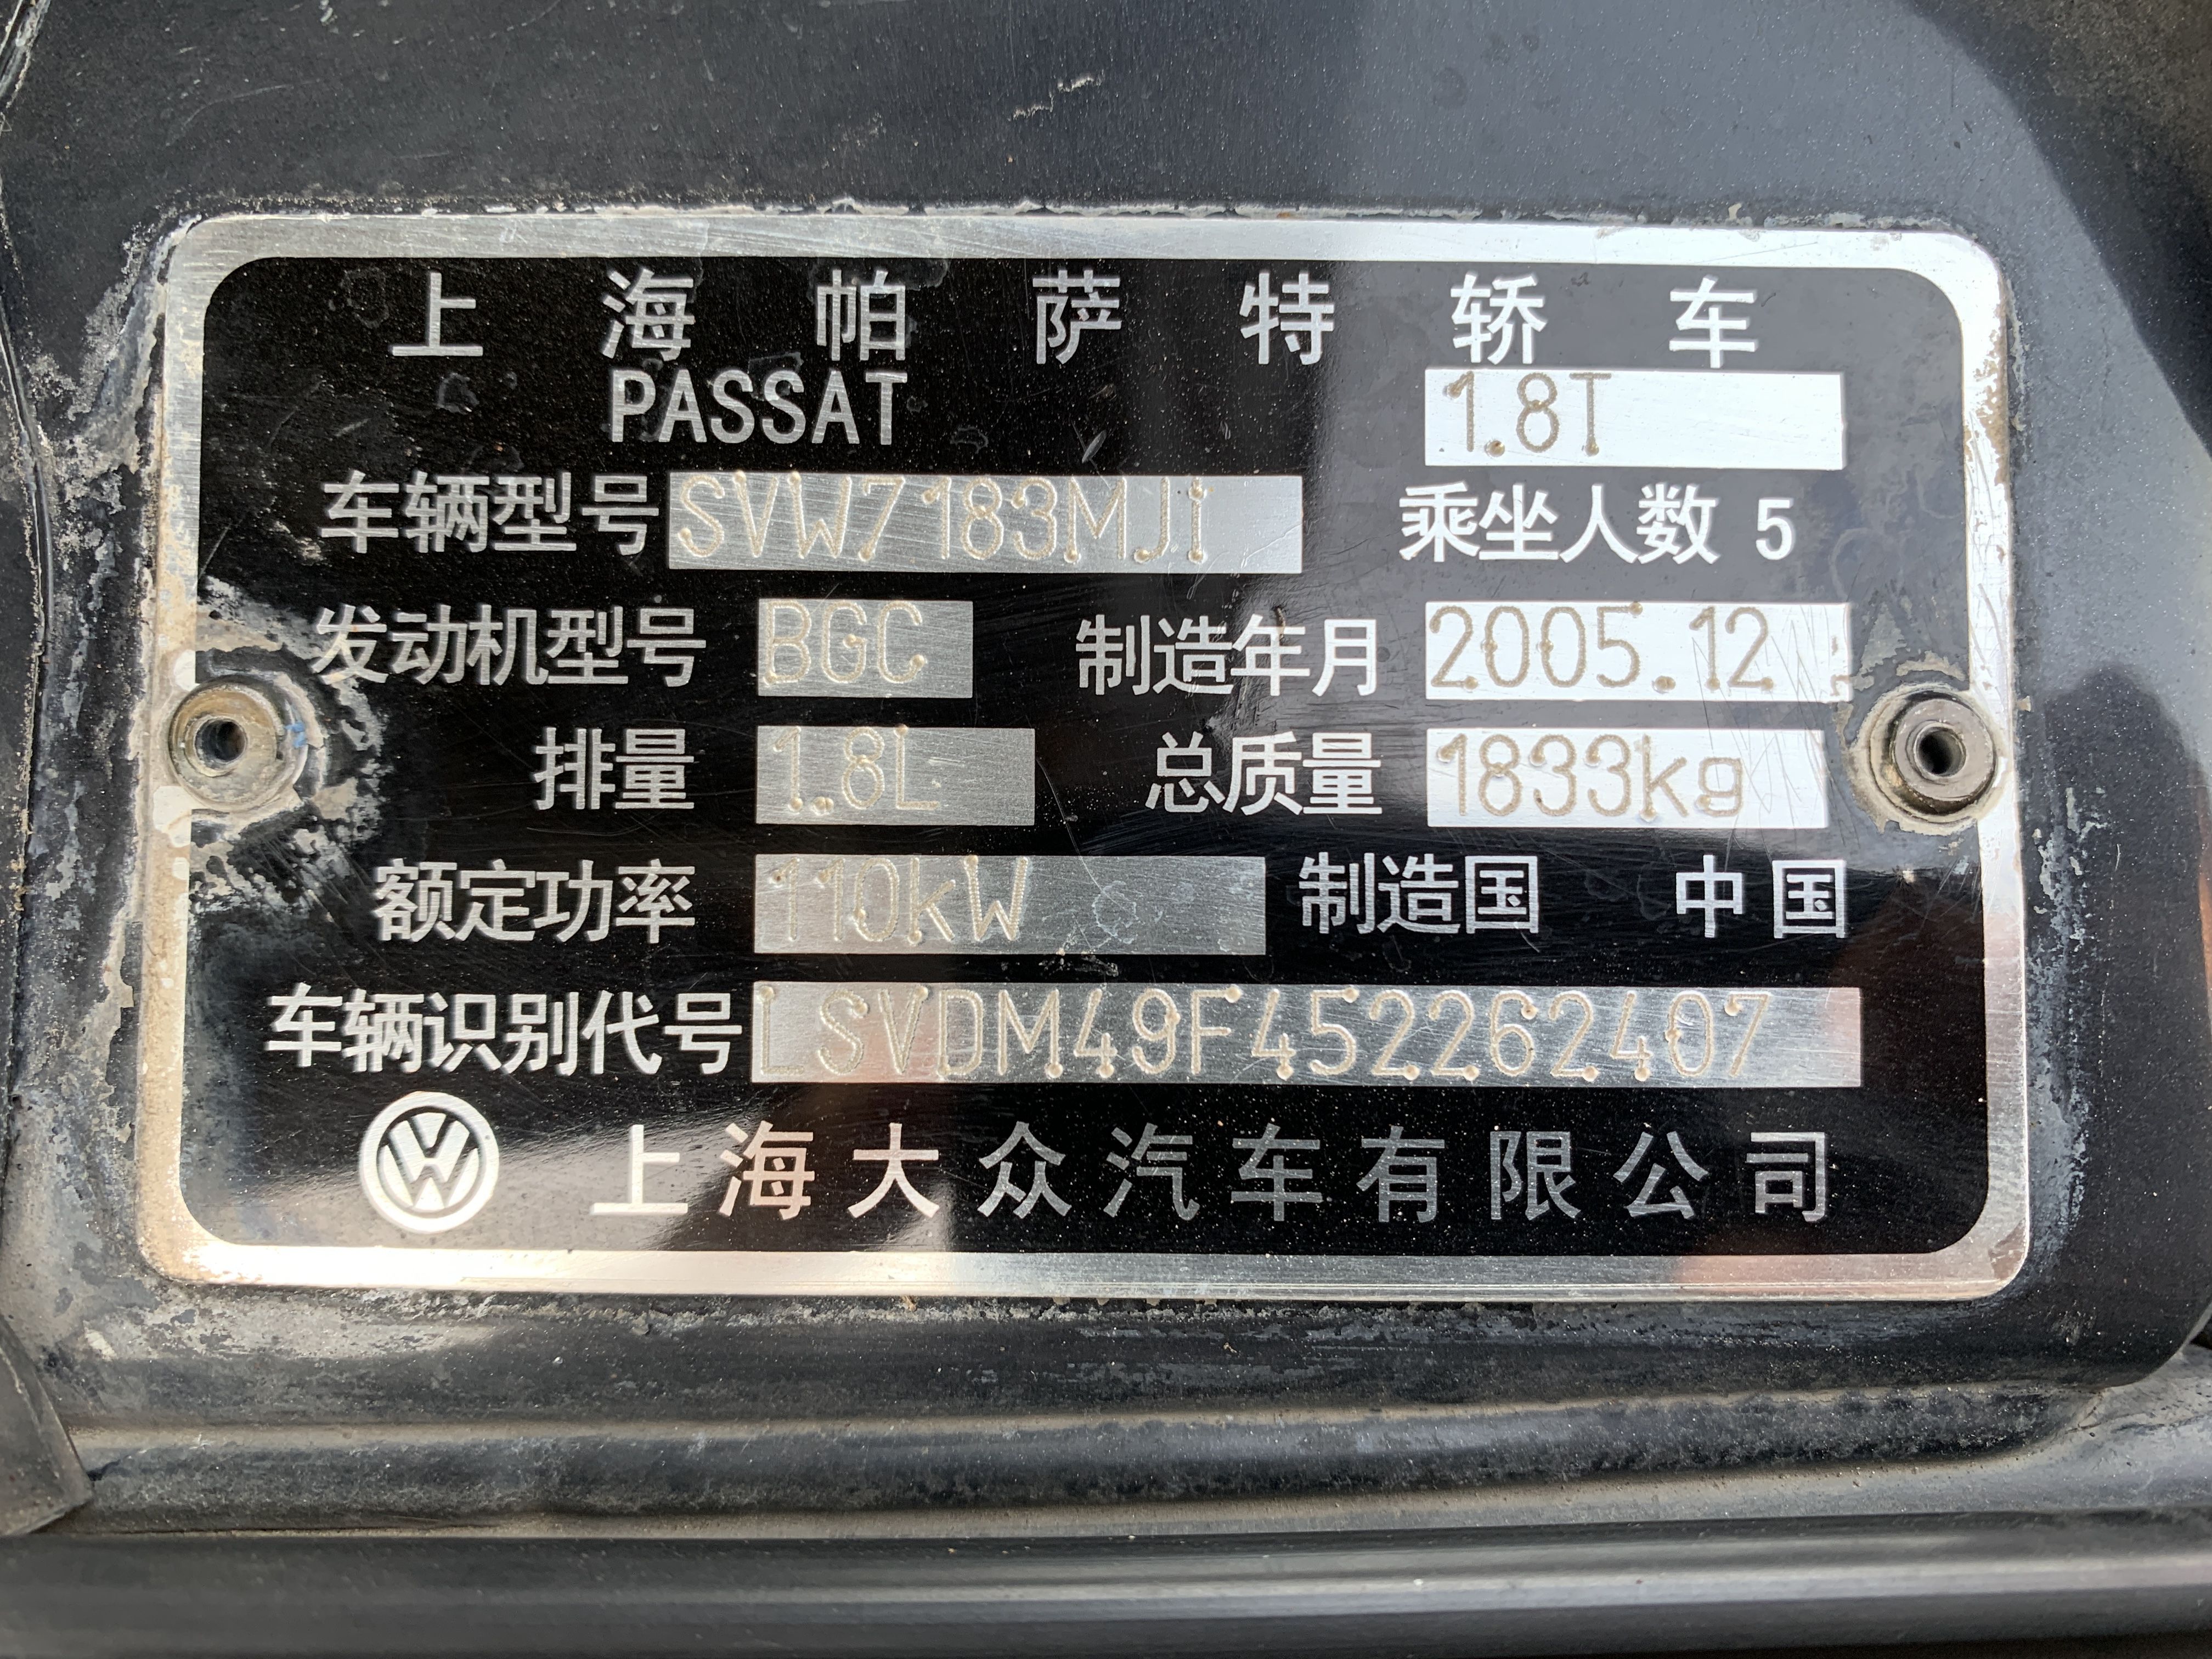 上海帕萨特轿车
PASSAT 1.8T
车辆型号 SVW7183MJI 乘坐人数 5
发动机型号 BGC 制造年月 2005.12
排量 1.8L 总质量 1833kg
额定功率 110kW 制造国 中国
车辆识别代号 LSVDM49F452262407
上海大众汽车有限公司